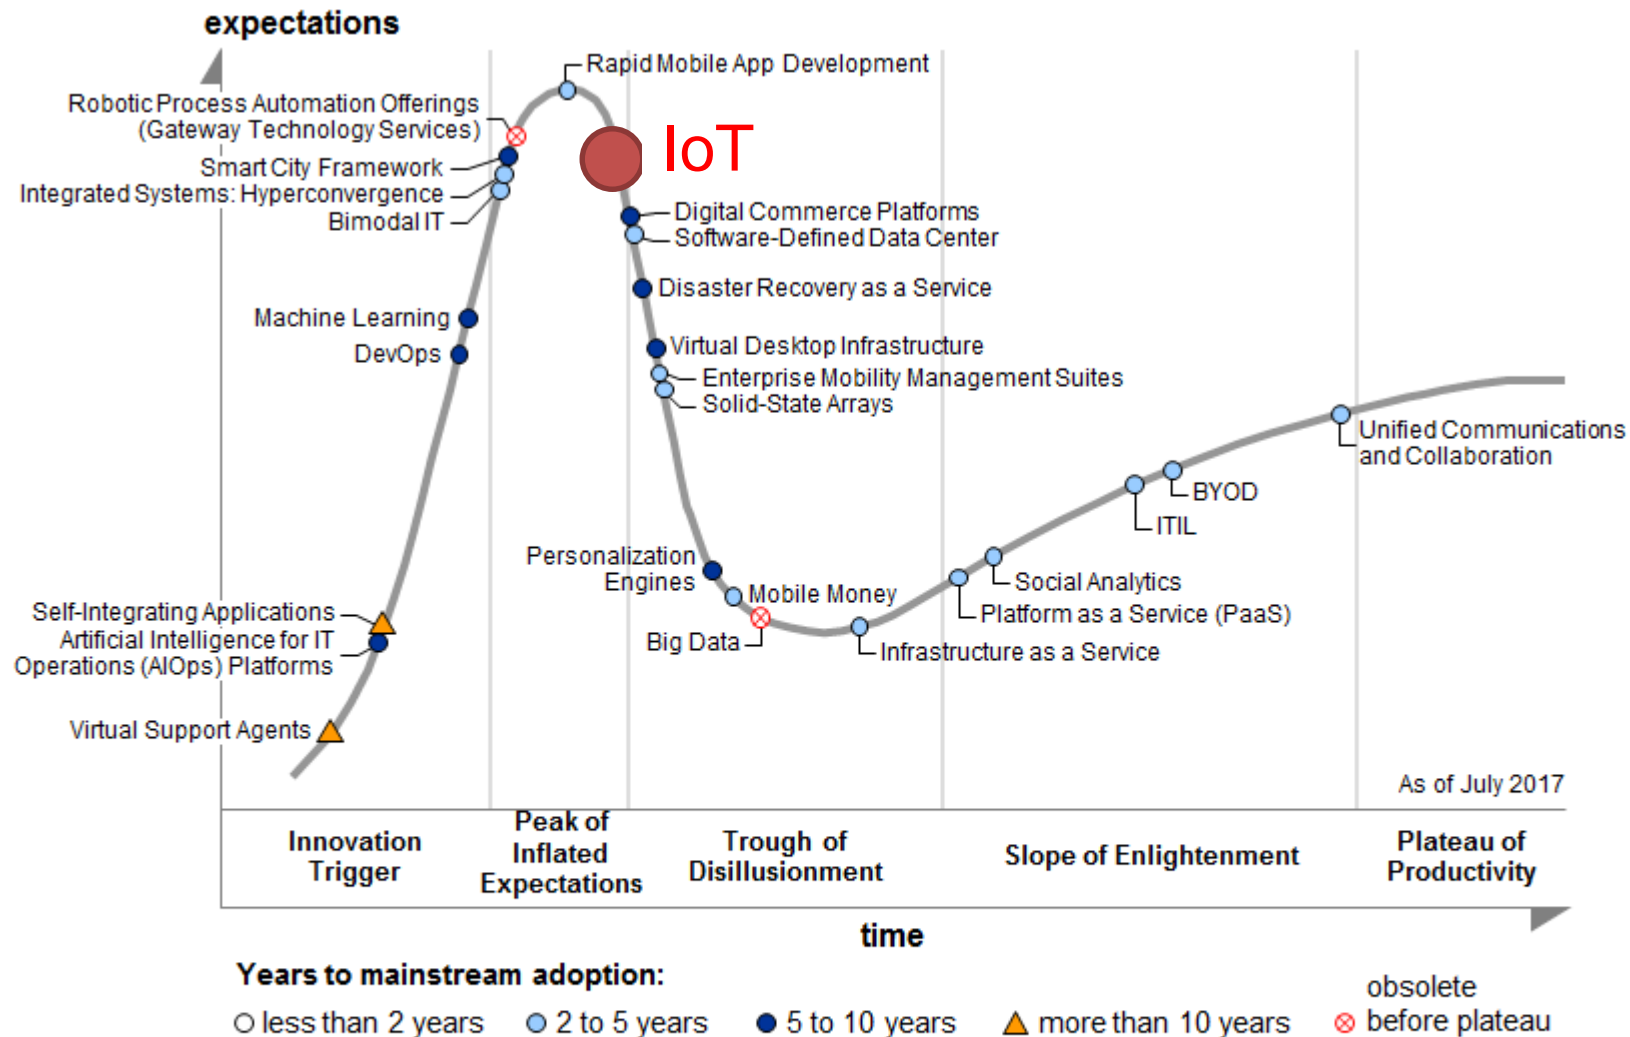 expectations
Rapid Mobile App Development
Robotic Process Automation Offerings
(Gateway Technology Services)
IoT
Smart City Framework
Integrated Systems: Hyperconvergence
Bimodal IT
Digital Commerce Platforms
Software-Defined Data Center
Disaster Recovery as a Service
Machine Learning
DevOps
Virtual Desktop Infrastructure
Enterprise Mobility Management Suites
Solid-State Arrays
Unified Communications
and Collaboration
BYOD
ITIL
Personalization
Engines
Mobile Money
Big Data
Infrastructure as a Service
Social Analytics
Platform as a Service (PaaS)
Self-Integrating Applications
Artificial Intelligence for IT
Operations (AIOps) Platforms
Virtual Support Agents
As of July 2017
Innovation
Trigger
Peak of
Inflated
Expectations
Trough of
Disillusionment
Slope of Enlightenment
Plateau of
Productivity
time
Years to mainstream adoption:
less than 2 years
2 to 5 years
5 to 10 years
more than 10 years
obsolete
before plateau